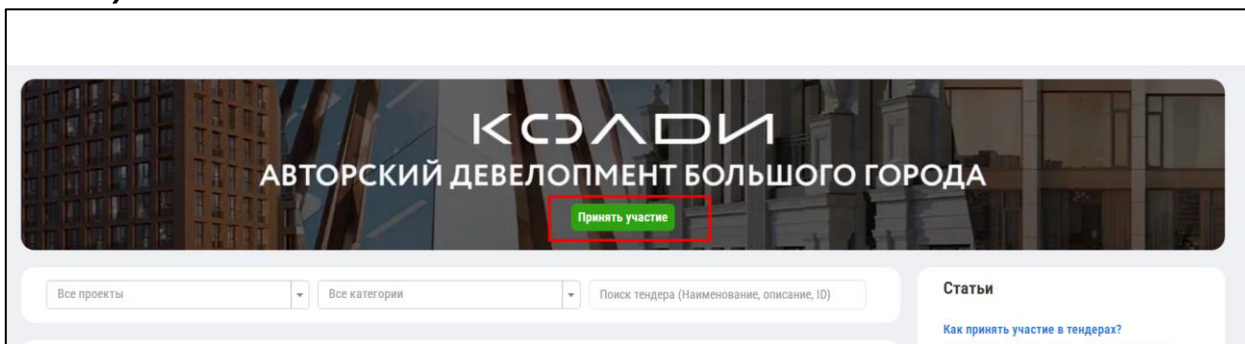 КОЛДИ
АВТОРСКИЙ ДЕВЕЛОПМЕНТ БОЛЬШОГО ГОРОДА
Принять участие
Все проекты
Все категории
Поиск тендера (Наименование, описание, ID)
Статьи
Как принять участие в тендерах?